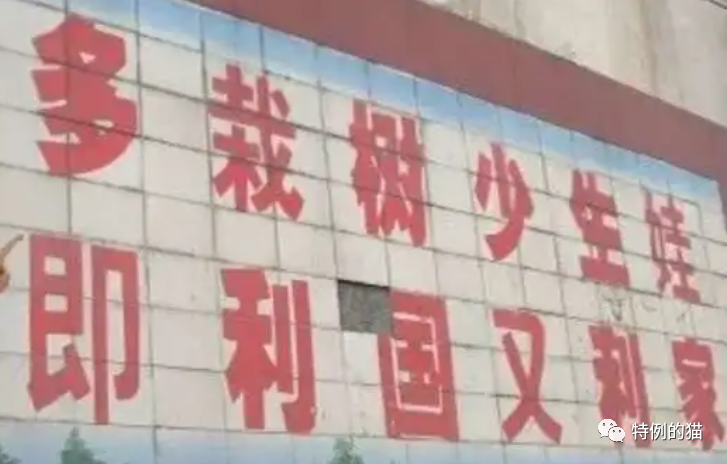 多栽树少生娃
即利国又利家
特例的猫